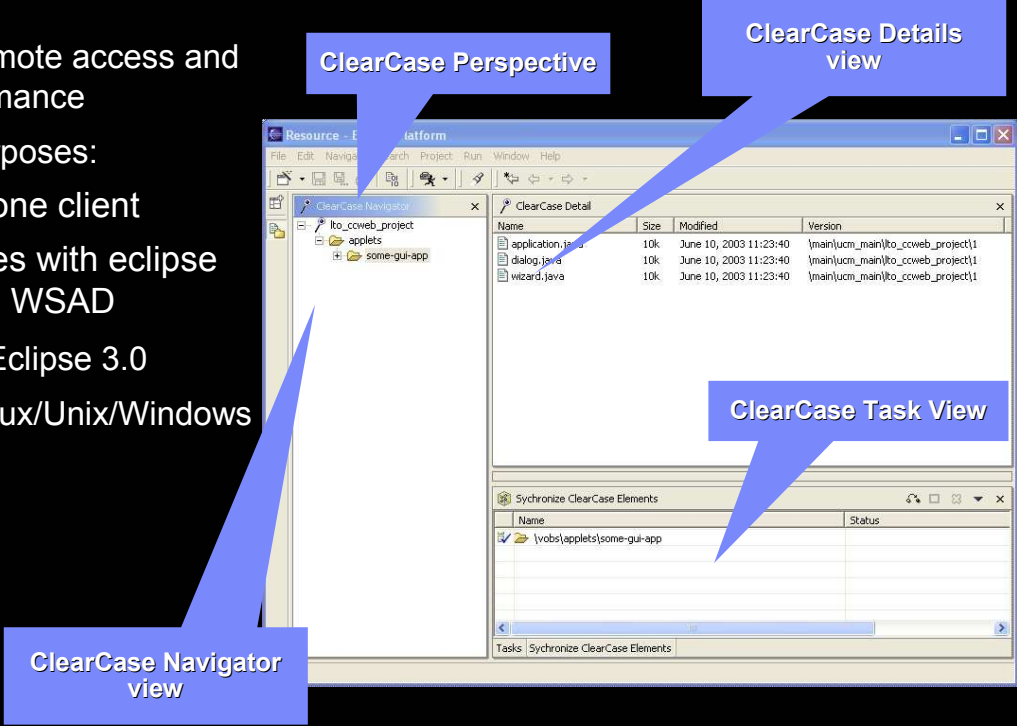 mote access and
mance
poses:
one client
es with eclipse
WSAD
Eclipse 3.0
ux/Unix/Windows
ClearCase Perspective
ClearCase Details
view
Resource - E atform
File Edit Naviga arch Project Run Window Help
ClearCase Navigator
lto_ccweb_project
applets
some-gui-app
ClearCase Detail
Name Size Modified Version
application.java 10k June 10, 2003 11:23:40 \main\ucm_main\lto_ccweb_project\1
dialog.java 10k June 10, 2003 11:23:40 \main\ucm_main\lto_ccweb_project\1
wizard.java 10k June 10, 2003 11:23:40 \main\ucm_main\lto_ccweb_project\1
ClearCase Task View
Sychronize ClearCase Elements
Name Status
\vobs\applets\some-gui-app
Tasks Sychronize ClearCase Elements
ClearCase Navigator
view